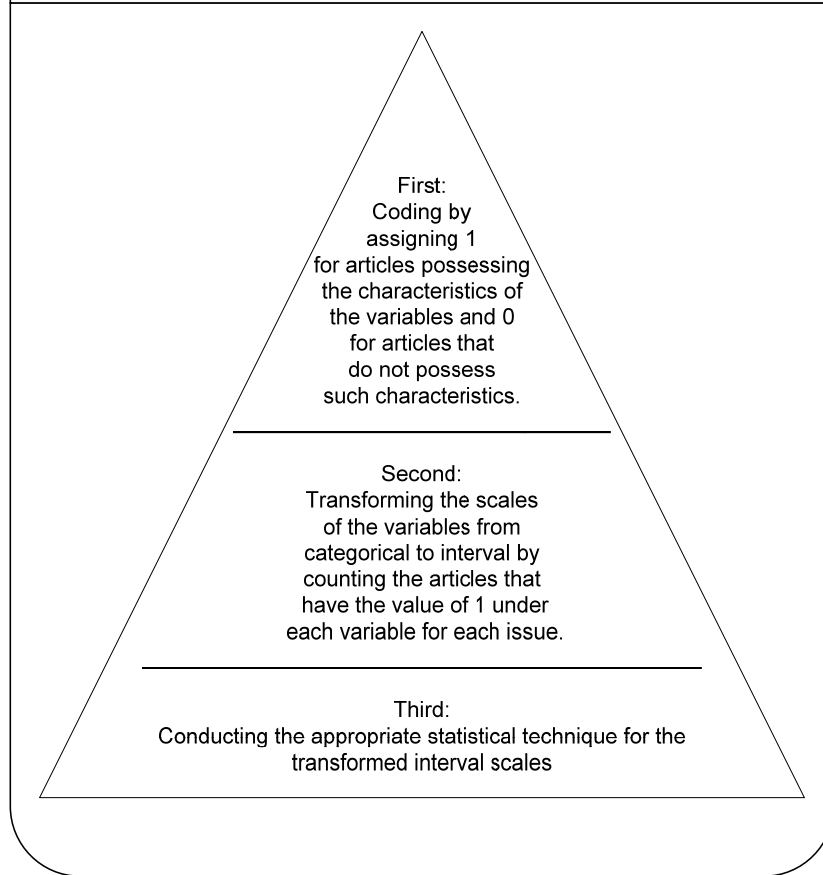 First:
Coding by
assigning 1
for articles possessing
the characteristics of
the variables and 0
for articles that
do not possess
such characteristics.
Second:
Transforming the scales
of the variables from
categorical to interval by
counting the articles that
have the value of 1 under
each variable for each issue.
Third:
Conducting the appropriate statistical technique for the
transformed interval scales